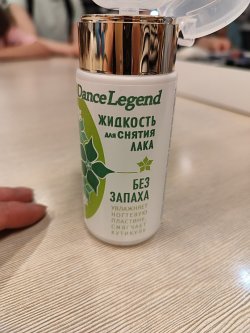 Dance Legend
ЖИДКОСТЬ
ДЛЯ СНЯТИЯ
ЛАКА
БЕЗ
ЗАПАХА
УВЛАЖНЯЕТ
НОГТЕВУЮ
ПЛАСТИНУ,
СМЯГЧАЕТ
КУТИКУЛУ